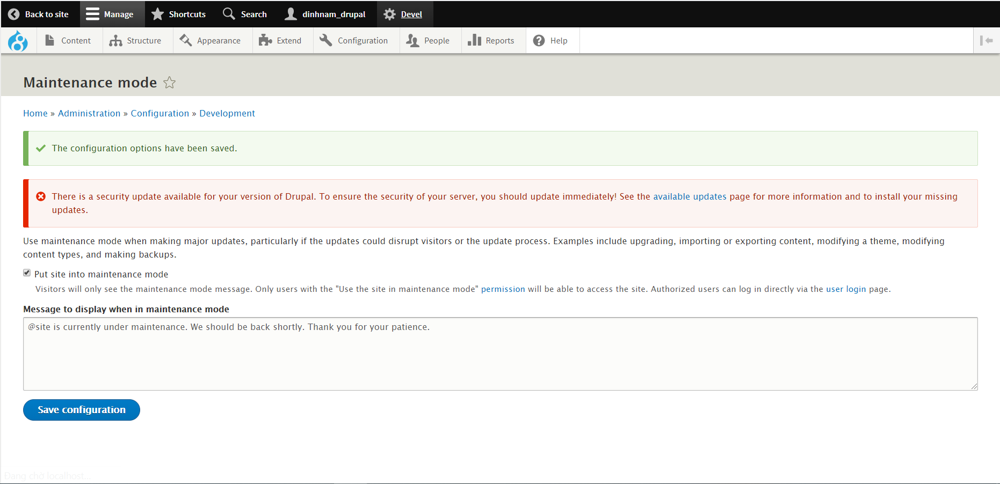 Back to site Manage Shortcuts Search dinhnam_drupal Devel
Content Structure Appearance Extend Configuration People Reports Help
Maintenance mode
Home » Administration » Configuration » Development
The configuration options have been saved.
There is a security update available for your version of Drupal. To ensure the security of your server, you should update immediately! See the available updates page for more information and to install your missing
updates.
Use maintenance mode when making major updates, particularly if the updates could disrupt visitors or the update process. Examples include upgrading, importing or exporting content, modifying a theme, modifying
content types, and making backups.
Put site into maintenance mode
Visitors will only see the maintenance mode message. Only users with the "Use the site in maintenance mode" permission will be able to access the site. Authorized users can log in directly via the user login page.
Message to display when in maintenance mode
@site is currently under maintenance. We should be back shortly. Thank you for your patience.
Save configuration
Đang chờ localhost...